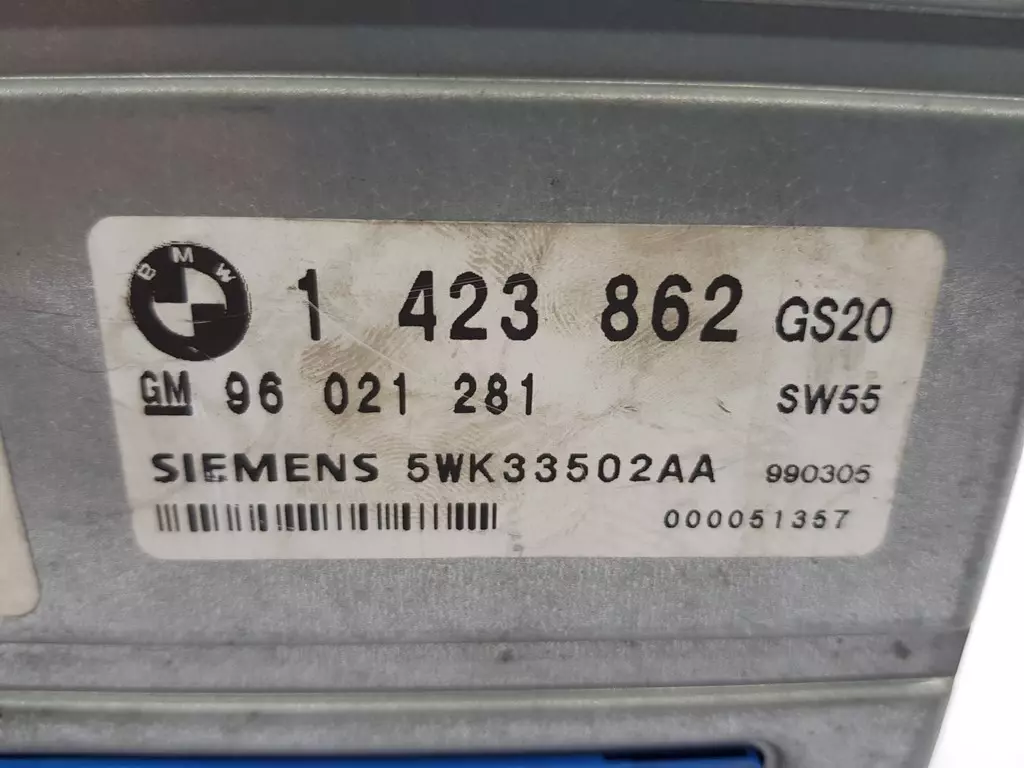 BMW 1 423 862 GS20
GM 96 021 281 SW55
SIEMENS 5WK33502AA 990305
000051357